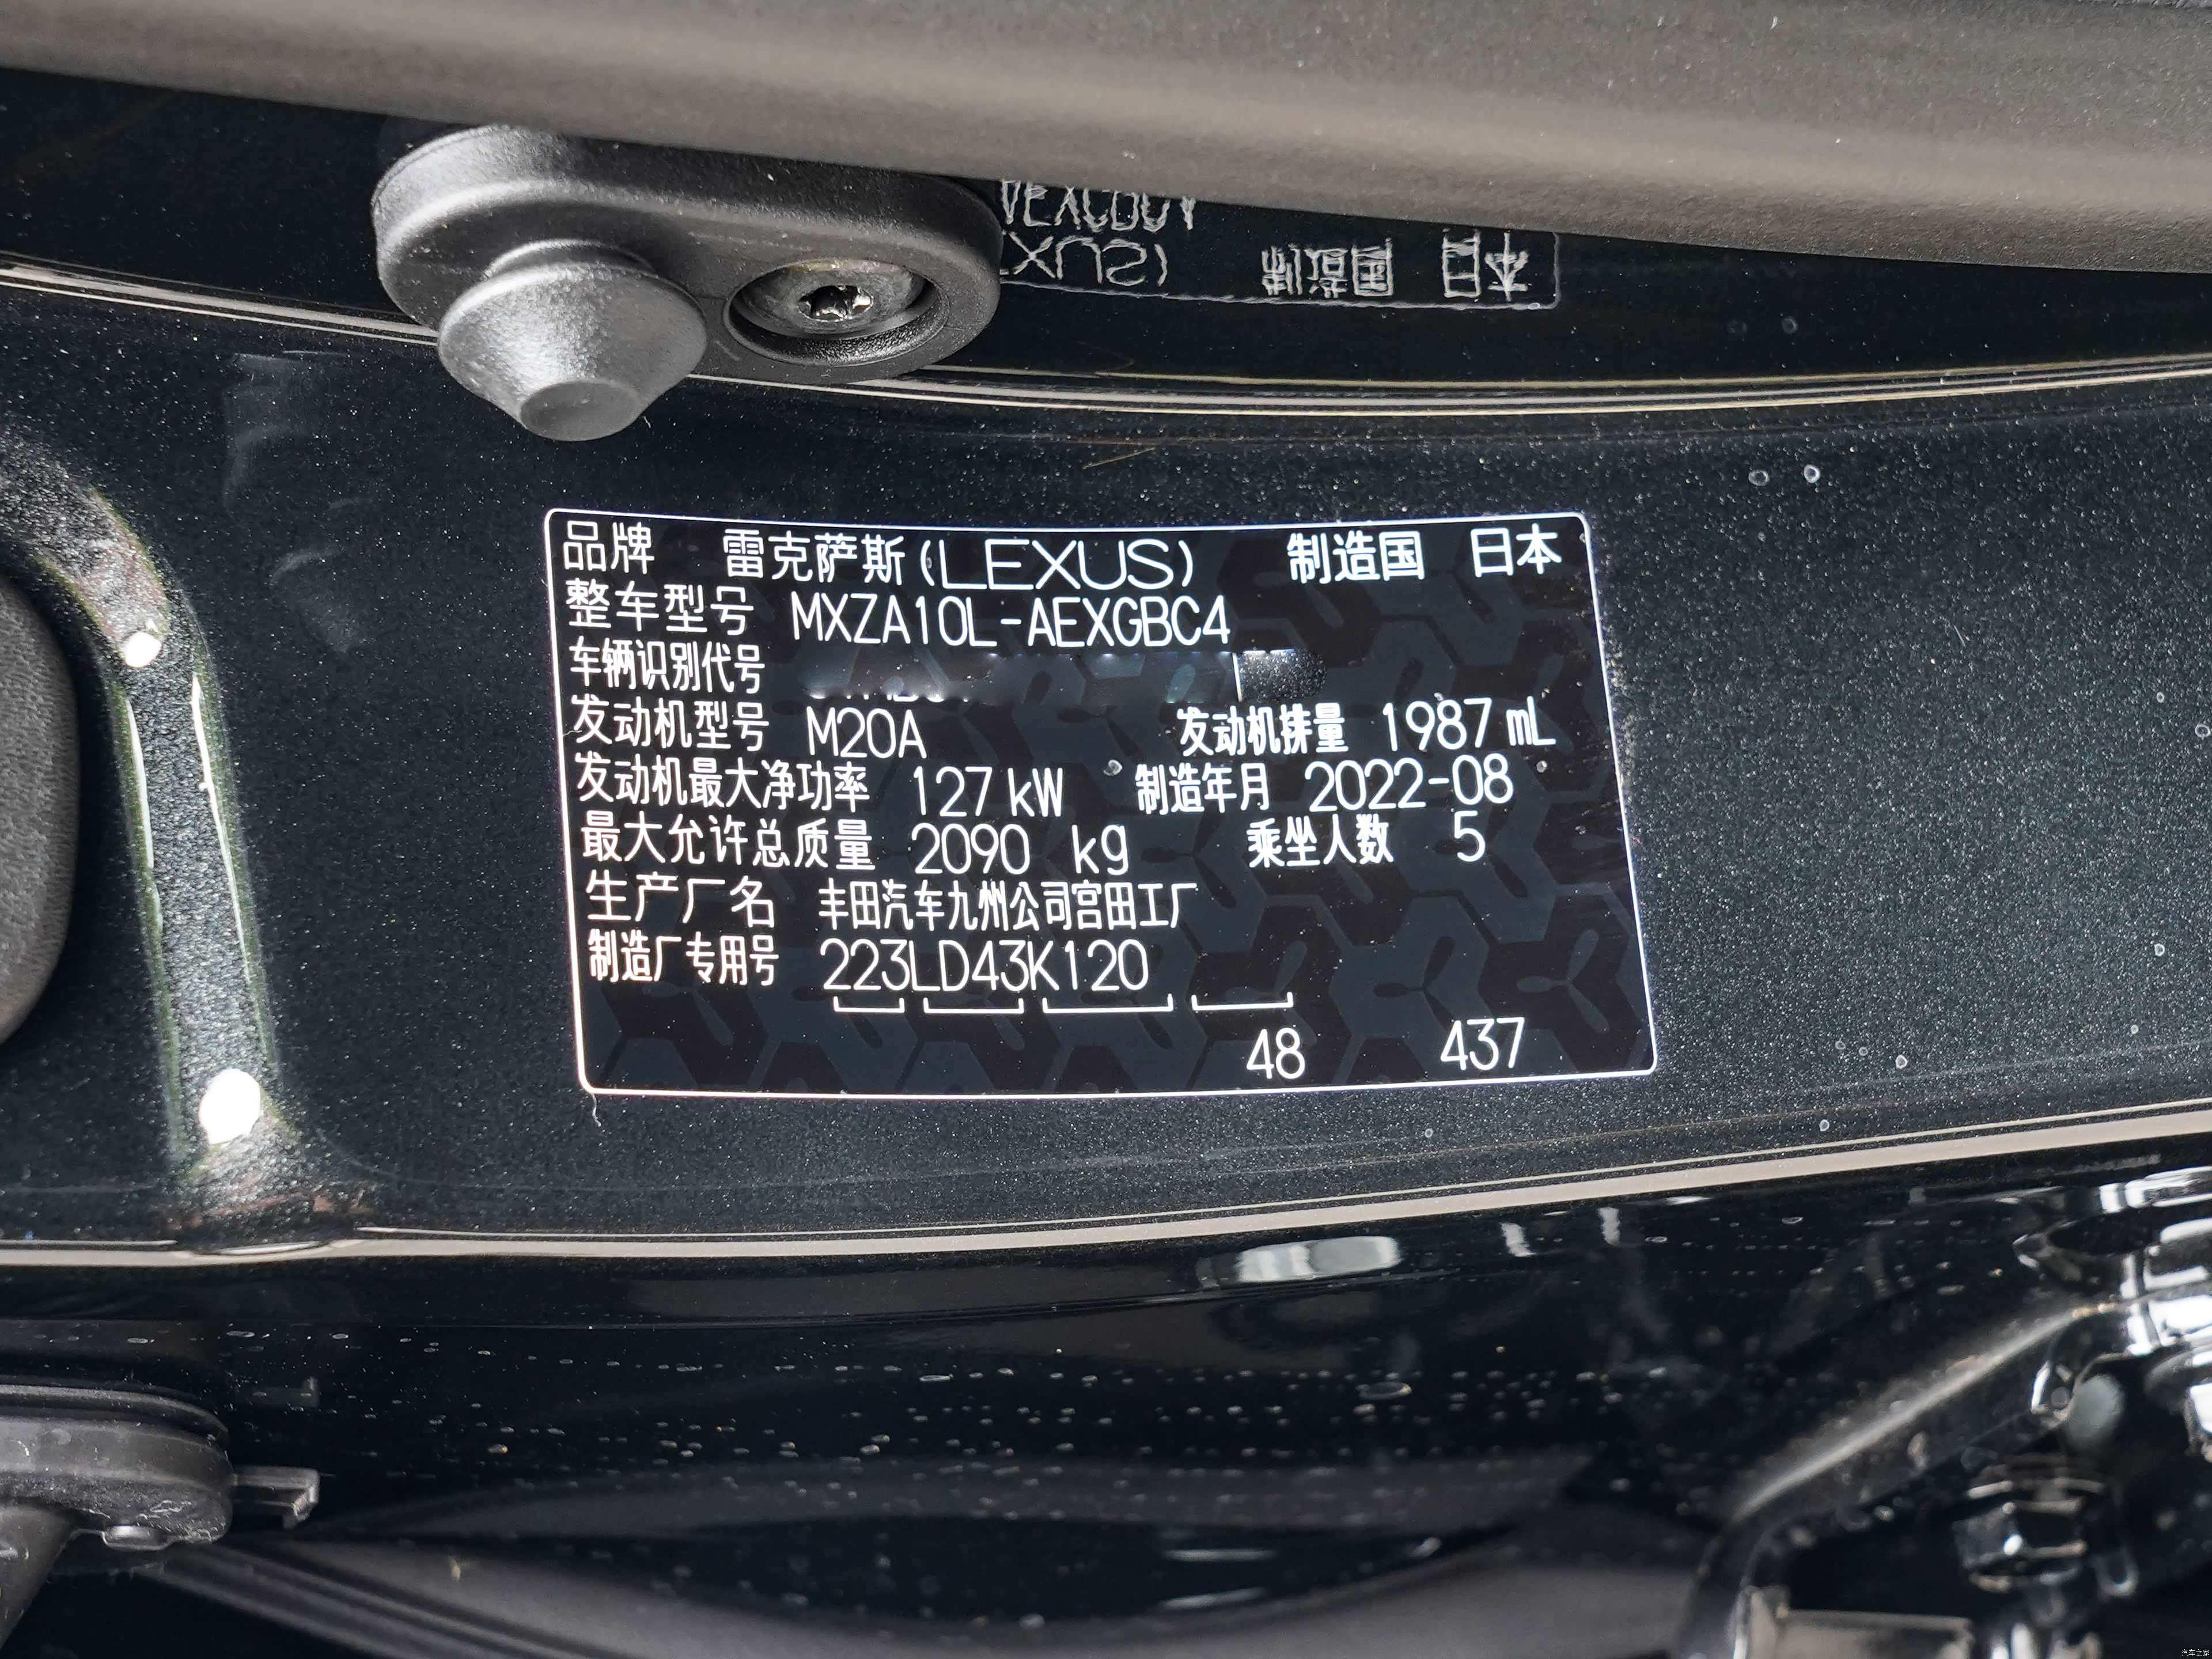 品牌 雷克萨斯(LEXUS) 制造国 日本
整车型号 MXZA10L-AEXGBC4
车辆识别代号
发动机型号 M20A 发动机排量 1987 mL
发动机最大净功率 127 kW 制造年月 2022-08
最大允许总质量 2090 kg 乘坐人数 5
生产厂名 丰田汽车九州公司宫田工厂
制造厂专用号 223LD43K120
48 437
汽车之家